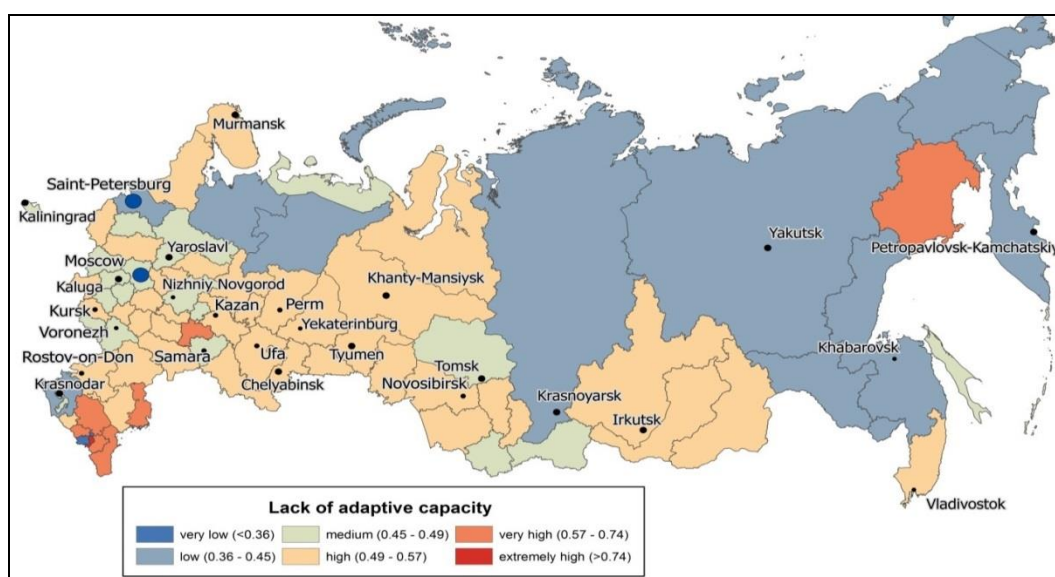 Murmansk
Saint-Petersburg
Kaliningrad
Yaroslavl
Moscow
Kaluga
Nizhniy Novgorod
Kursk
Kazan
Perm
Khanty-Mansiysk
Yakutsk
Petropavlovsk-Kamchatskiy
Voronezh
Yekaterinburg
Rostov-on-Don
Samara
Ufa
Tyumen
Tomsk
Khabarovsk
Krasnodar
Chelyabinsk
Novosibirsk
Krasnoyarsk
Irkutsk
Vladivostok
Lack of adaptive capacity
very low (<0.36)
medium (0.45 - 0.49)
very high (0.57 - 0.74)
low (0.36 - 0.45)
high (0.49 - 0.57)
extremely high (>0.74)